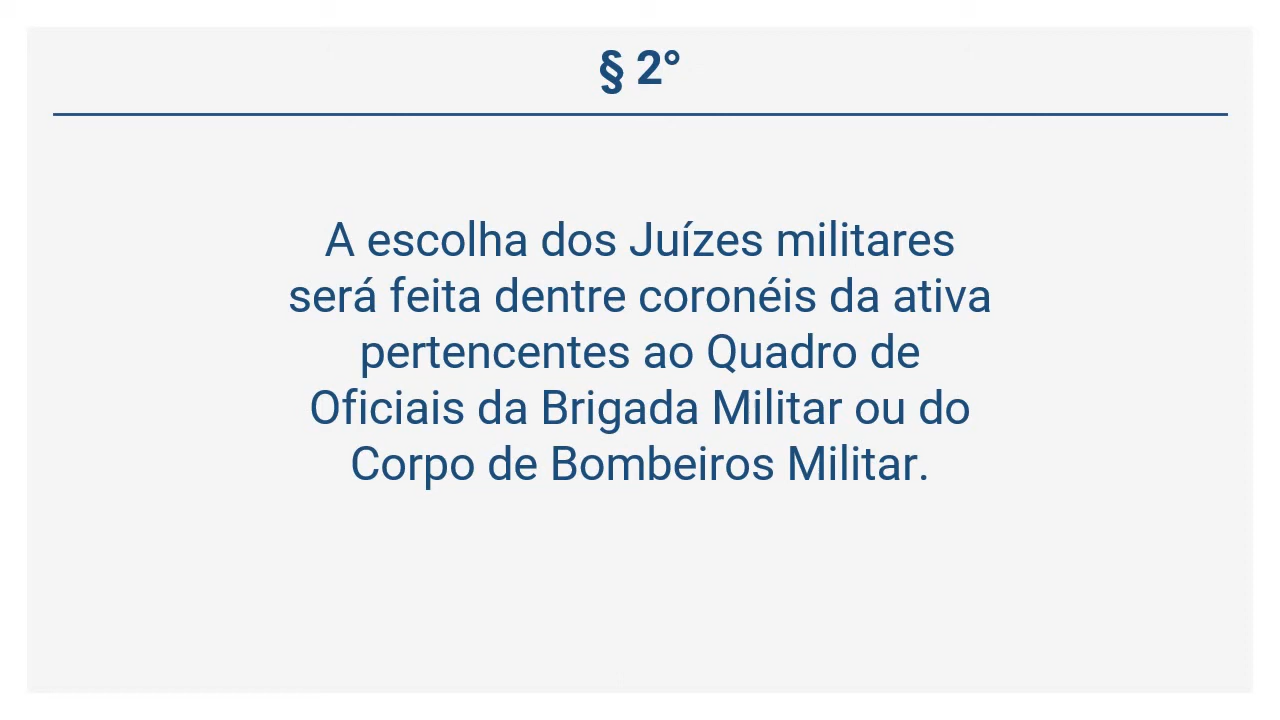 § 2°
A escolha dos Juízes militares
será feita dentre coronéis da ativa
pertencentes ao Quadro de
Oficiais da Brigada Militar ou do
Corpo de Bombeiros Militar.